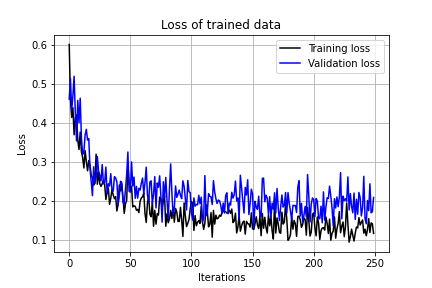 Loss of trained data
Training loss
Validation loss
0.6
0.5
0.4
0.3
0.2
0.1
Loss
0
50
100
150
200
250
Iterations